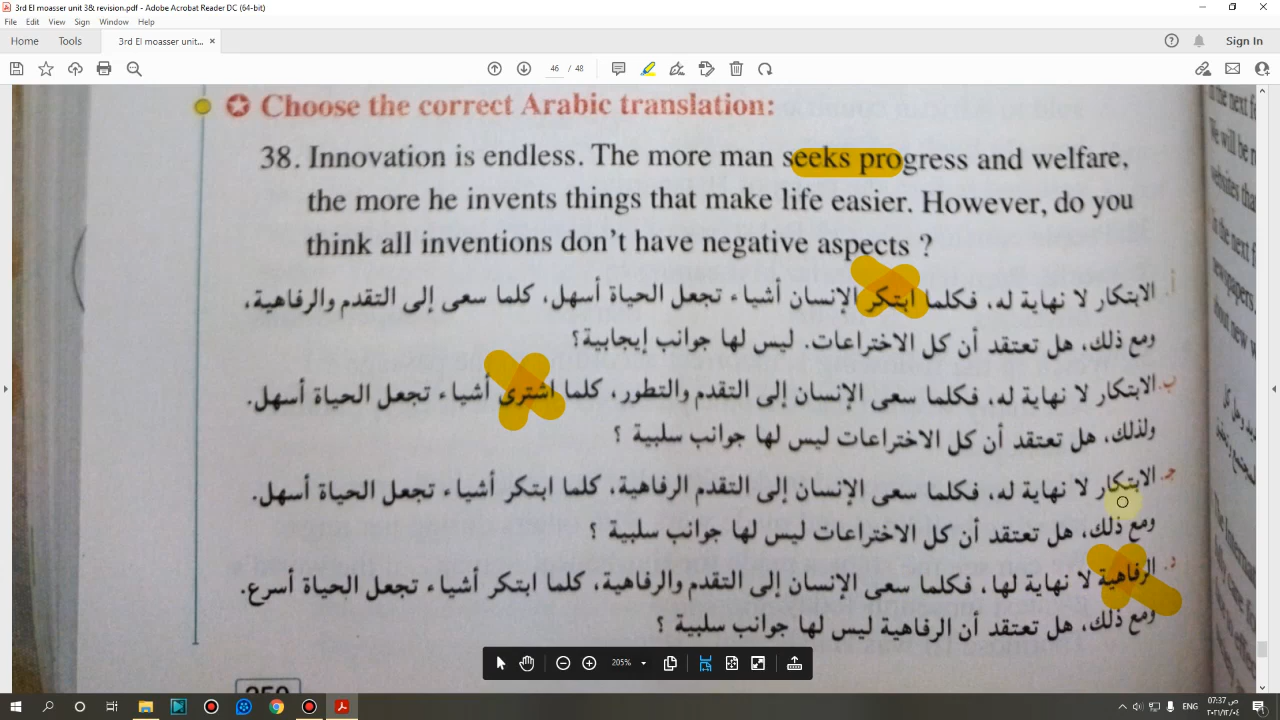 3rd El moasser unit 3& revision.pdf - Adobe Acrobat Reader DC (64-bit)
File Edit View Sign Window Help
Home Tools 3rd El moasser unit... × Sign In
46 / 48
Choose the correct Arabic translation:
38. Innovation is endless. The more man seeks progress and welfare,
the more he invents things that make life easier. However, do you
think all inventions don't have negative aspects ?
أ. الابتكار لا نهاية له، فكلما ابتكر الإنسان أشياء تجعل الحياة أسهل، كلما سعى إلى التقدم والرفاهية،
ومع ذلك، هل تعتقد أن كل الاختراعات. ليس لها جوانب إيجابية؟
ب. الابتكار لا نهاية له، فكلما سعى الإنسان إلى التقدم والتطور، كلما اشترى أشياء تجعل الحياة أسهل.
ولذلك، هل تعتقد أن كل الاختراعات ليس لها جوانب سلبية ؟
جـ. الابتكار لا نهاية له، فكلما سعى الإنسان إلى التقدم الرفاهية، كلما ابتكر أشياء تجعل الحياة أسهل.
ومع ذلك، هل تعتقد أن كل الاختراعات ليس لها جوانب سلبية ؟
د. الرفاهية لا نهاية لها، فكلما سعى الإنسان إلى التقدم والرفاهية، كلما ابتكر أشياء تجعل الحياة أسرع.
ومع ذلك، هل تعتقد أن الرفاهية ليس لها جوانب سلبية ؟
205%
ENG
07:37 ص